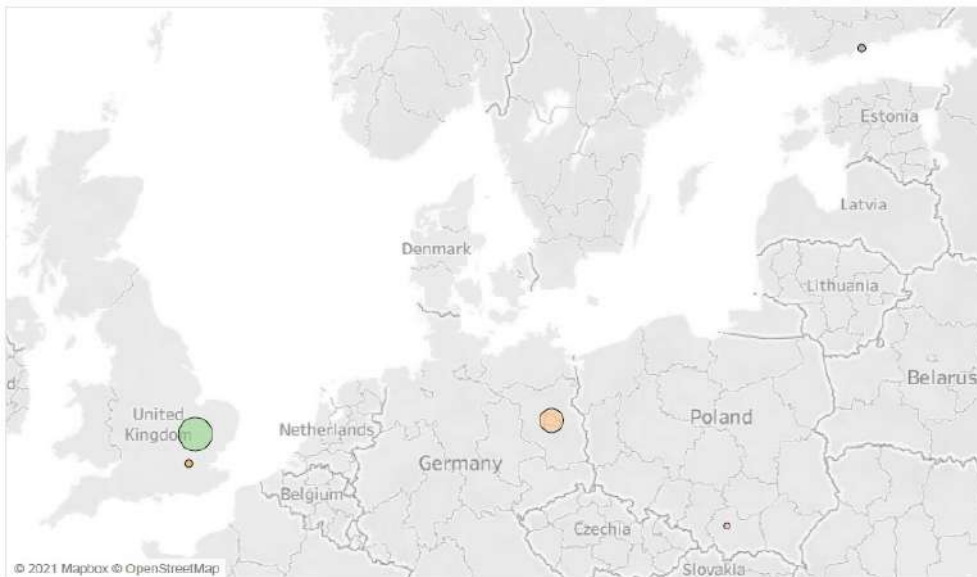 Estonia
Latvia
Denmark
Lithuania
Belarus
United
Kingdom
Netherlands
Poland
Germany
Belgium
Czechia
Slovakia
© 2021 Mapbox © OpenStreetMap